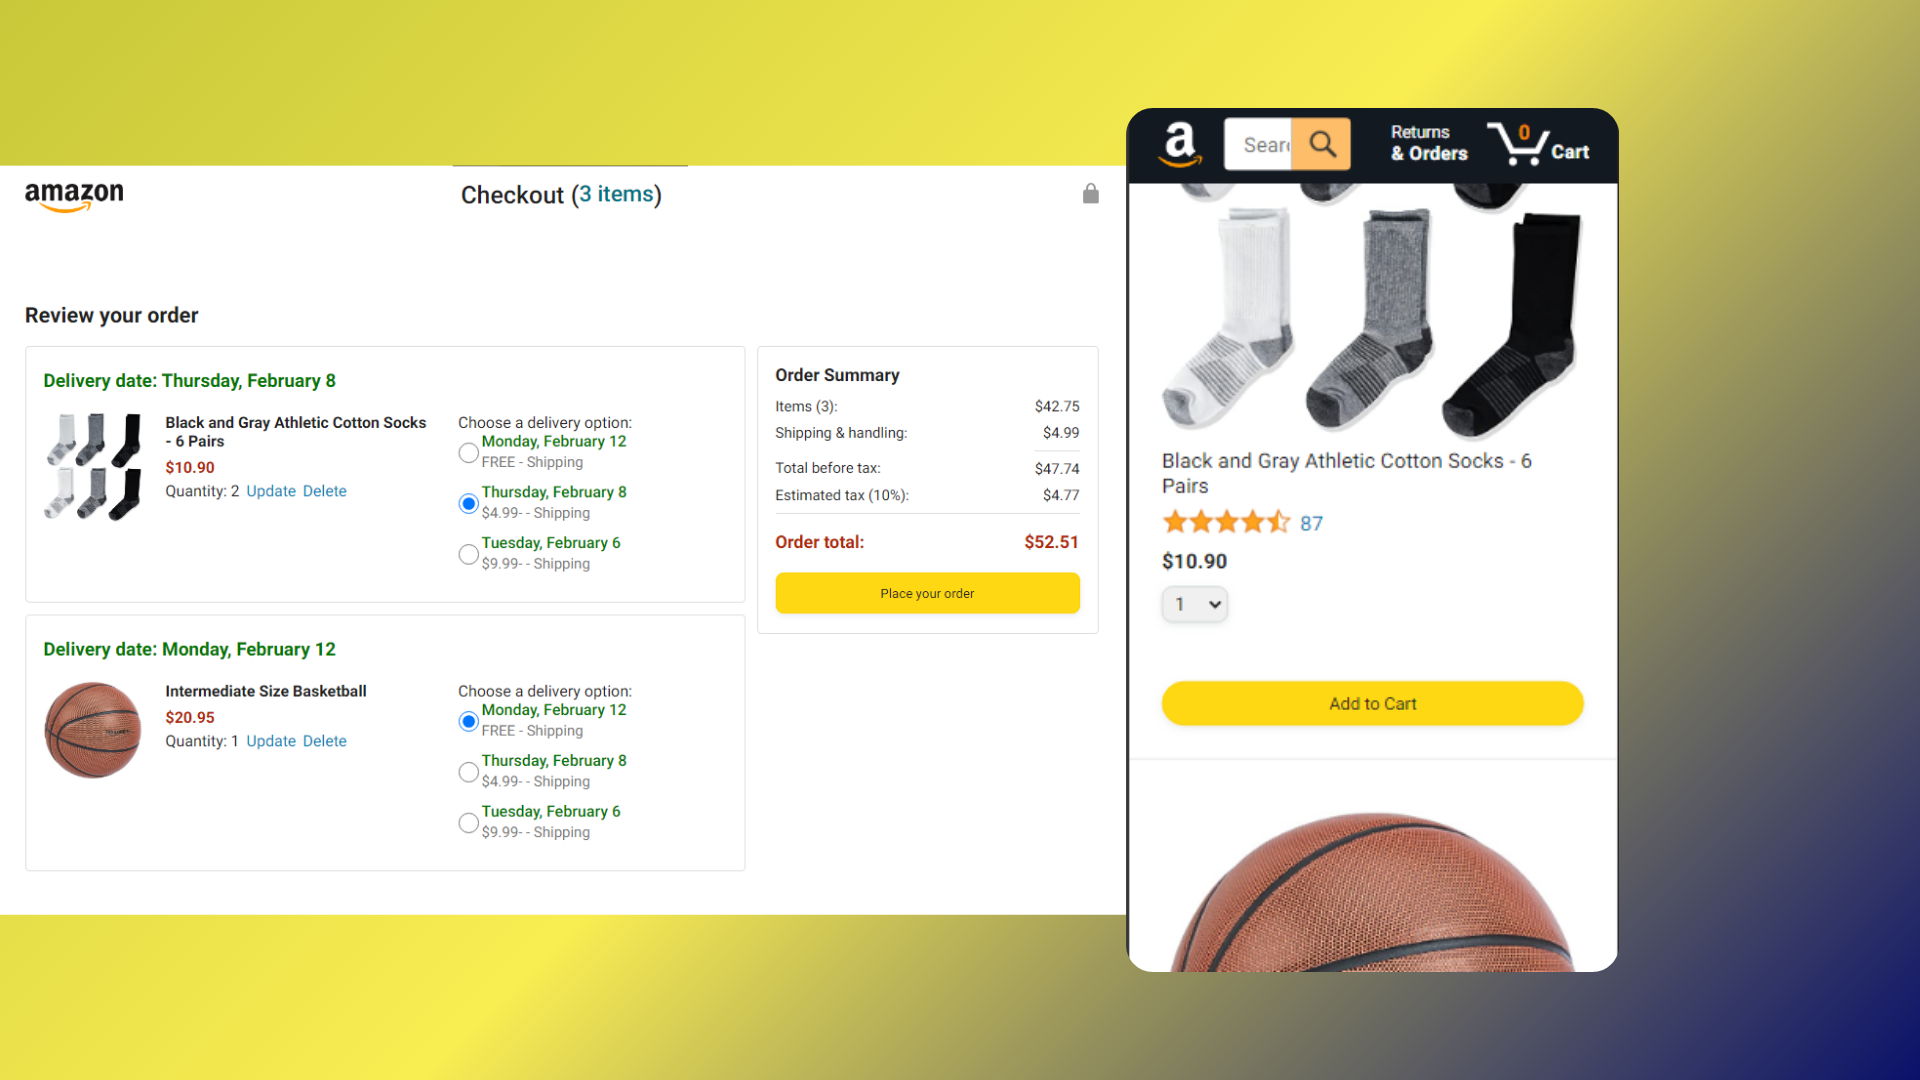 amazon
Checkout (3 items)
Review your order
Delivery date: Thursday, February 8
Black and Gray Athletic Cotton Socks
- 6 Pairs
$10.90
Quantity: 2 Update Delete
Choose a delivery option:
Monday, February 12
FREE - Shipping
Thursday, February 8
$4.99- - Shipping
Tuesday, February 6
$9.99- - Shipping
Delivery date: Monday, February 12
Intermediate Size Basketball
$20.95
Quantity: 1 Update Delete
Choose a delivery option:
Monday, February 12
FREE - Shipping
Thursday, February 8
$4.99- - Shipping
Tuesday, February 6
$9.99- - Shipping
Order Summary
Items (3): $42.75
Shipping & handling: $4.99
Total before tax: $47.74
Estimated tax (10%): $4.77
Order total: $52.51
Place your order
a
Sear
Returns
& Orders
0
Cart
Black and Gray Athletic Cotton Socks - 6
Pairs
87
$10.90
1
Add to Cart